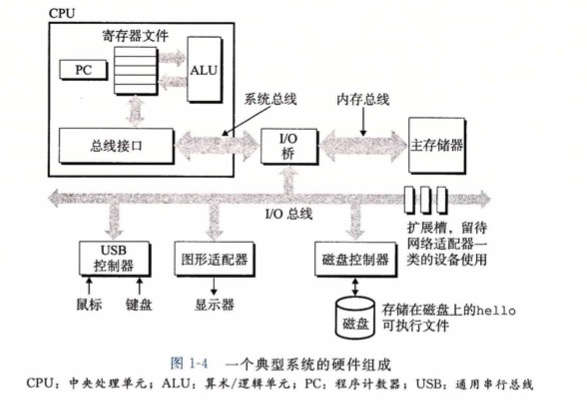 CPU
寄存器文件
PC
ALU
系统总线
内存总线
总线接口
I/O
桥
主存储器
I/O 总线
扩展槽，留待
网络适配器一
类的设备使用
USB
控制器
图形适配器
磁盘控制器
鼠标
键盘
显示器
磁盘
存储在磁盘上的hello
可执行文件
图 1-4 一个典型系统的硬件组成
CPU：中央处理单元；ALU：算术/逻辑单元；PC：程序计数器；USB：通用串行总线